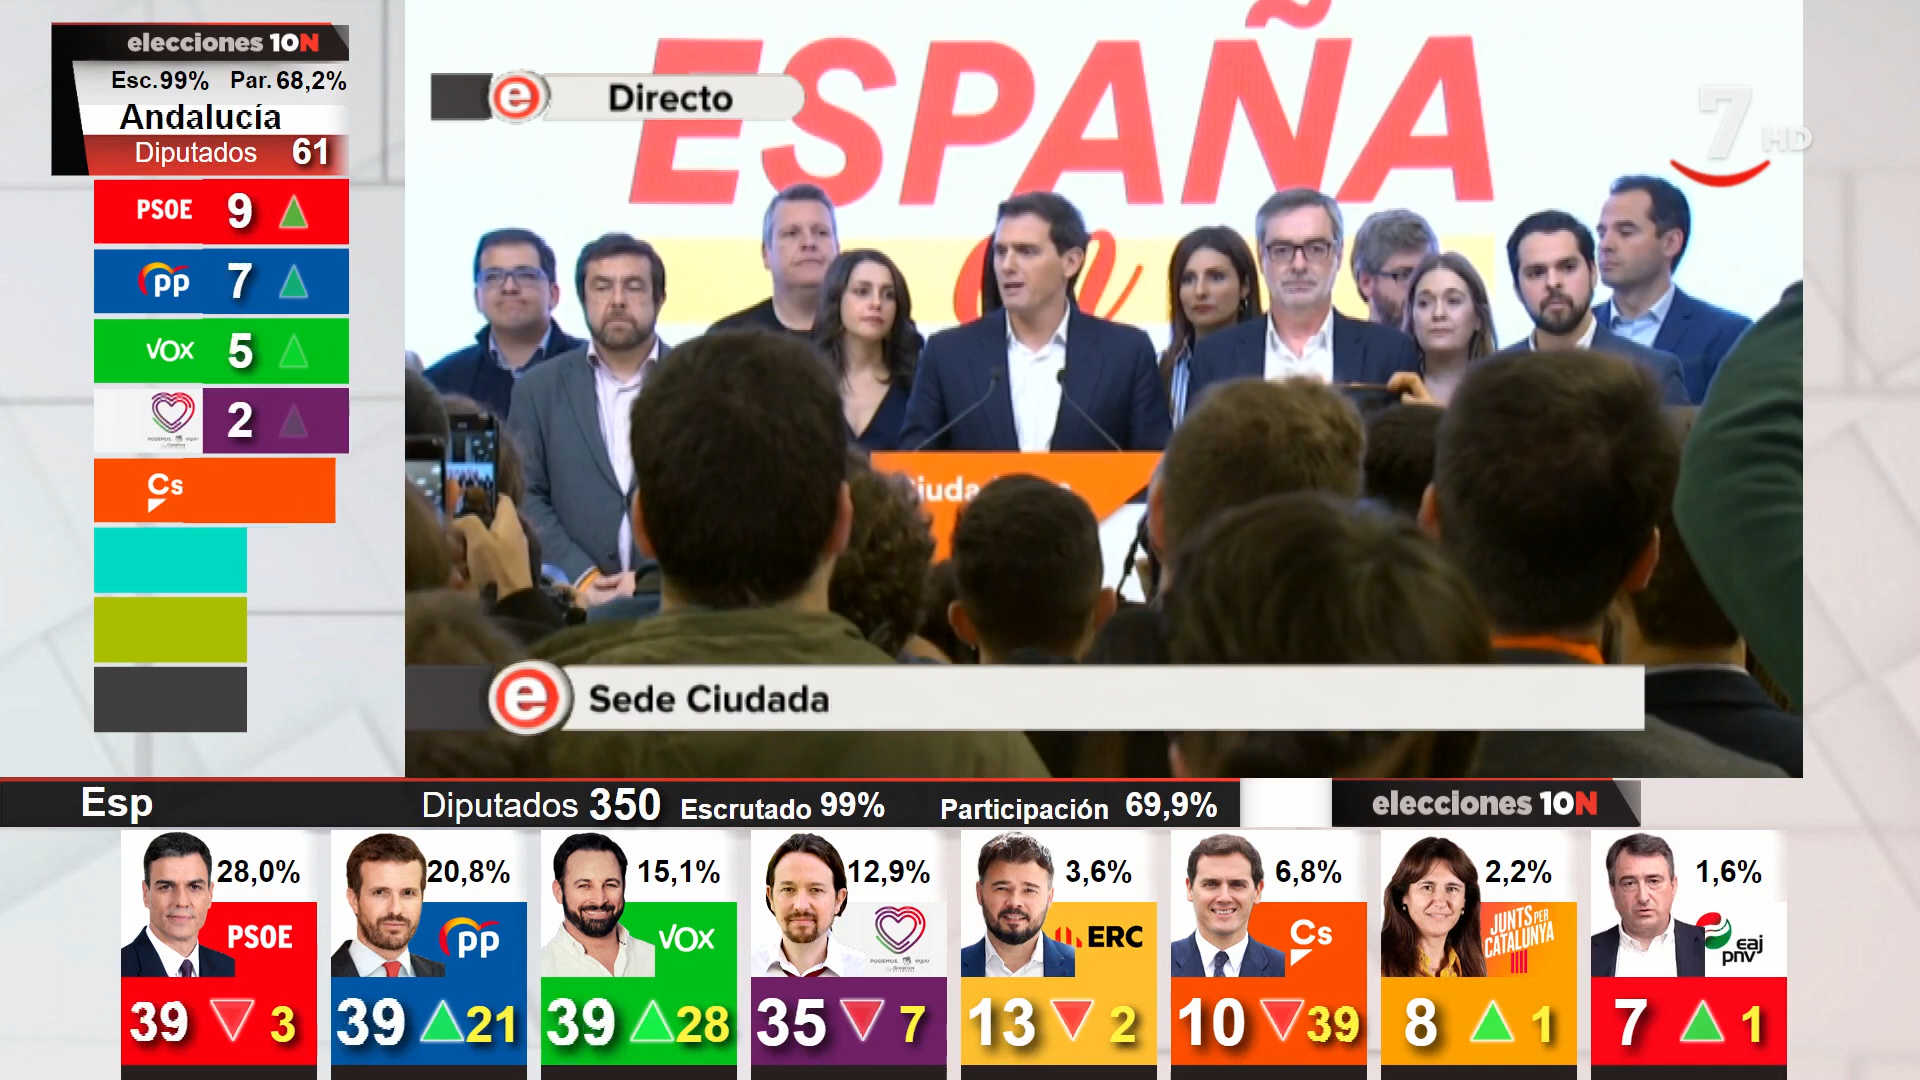 elecciones 10N
Esc. 99% Par. 68,2%
Andalucía
Diputados 61
PSOE 9
PP 7
VOX 5
2
Cs
ESPAÑA
en
e Directo
7 HD
e Sede Ciudada
Esp Diputados 350 Escrutado 99% Participación 69,9%
elecciones 10N
28,0%
PSOE
39 3
20,8%
PP
39 21
15,1%
VOX
39 28
12,9%
PODEMOS equo
35 7
3,6%
ERC
13 2
6,8%
Cs
10 39
2,2%
JUNTS PER
CATALUNYA
8 1
1,6%
eaj
pnv
7 1